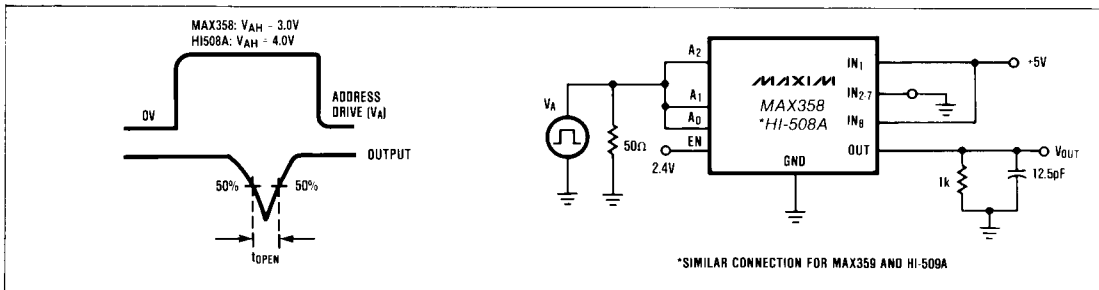 MAX358: VAH - 3.0V
HI508A: VAH - 4.0V
0V
ADDRESS
DRIVE (VA)
OUTPUT
50%
50%
tOPEN
VA
50Ω
A2
A1
A0
EN
2.4V
MAXIM
MAX358
*HI-508A
GND
IN1
IN2-7
IN8
OUT
+5V
VOUT
1k
12.5pF
*SIMILAR CONNECTION FOR MAX359 AND HI-509A